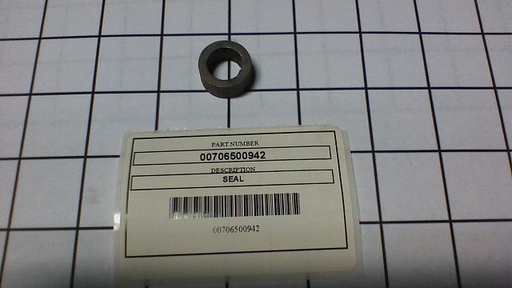 PART NUMBER
00706500942
DESCRIPTION
SEAL
00706500942